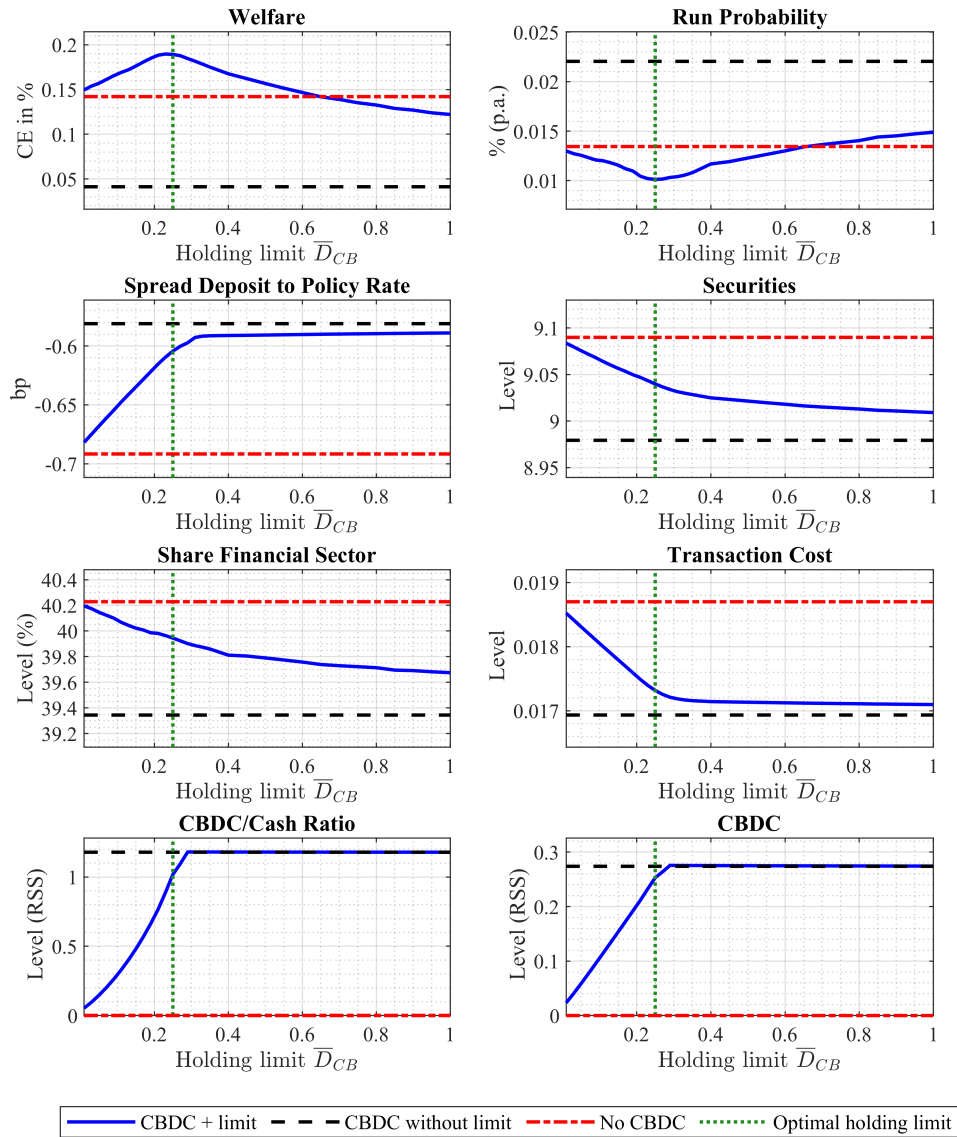 Welfare
CE in %
0.2
0.15
0.1
0.05
0.2 0.4 0.6 0.8 1
Holding limit D̅_CB
Run Probability
% (p.a.)
0.025
0.02
0.015
0.01
0.2 0.4 0.6 0.8 1
Holding limit D̅_CB
Spread Deposit to Policy Rate
bp
-0.6
-0.65
-0.7
0.2 0.4 0.6 0.8 1
Holding limit D̅_CB
Securities
Level
9.1
9.05
9
8.95
0.2 0.4 0.6 0.8 1
Holding limit D̅_CB
Share Financial Sector
Level (%)
40.4
40.2
40
39.8
39.6
39.4
39.2
0.2 0.4 0.6 0.8 1
Holding limit D̅_CB
Transaction Cost
Level
0.019
0.018
0.017
0.2 0.4 0.6 0.8 1
Holding limit D̅_CB
CBDC/Cash Ratio
Level (RSS)
1
0.5
0
0.2 0.4 0.6 0.8 1
Holding limit D̅_CB
CBDC
Level (RSS)
0.3
0.2
0.1
0
0.2 0.4 0.6 0.8 1
Holding limit D̅_CB
CBDC + limit CBDC without limit No CBDC Optimal holding limit